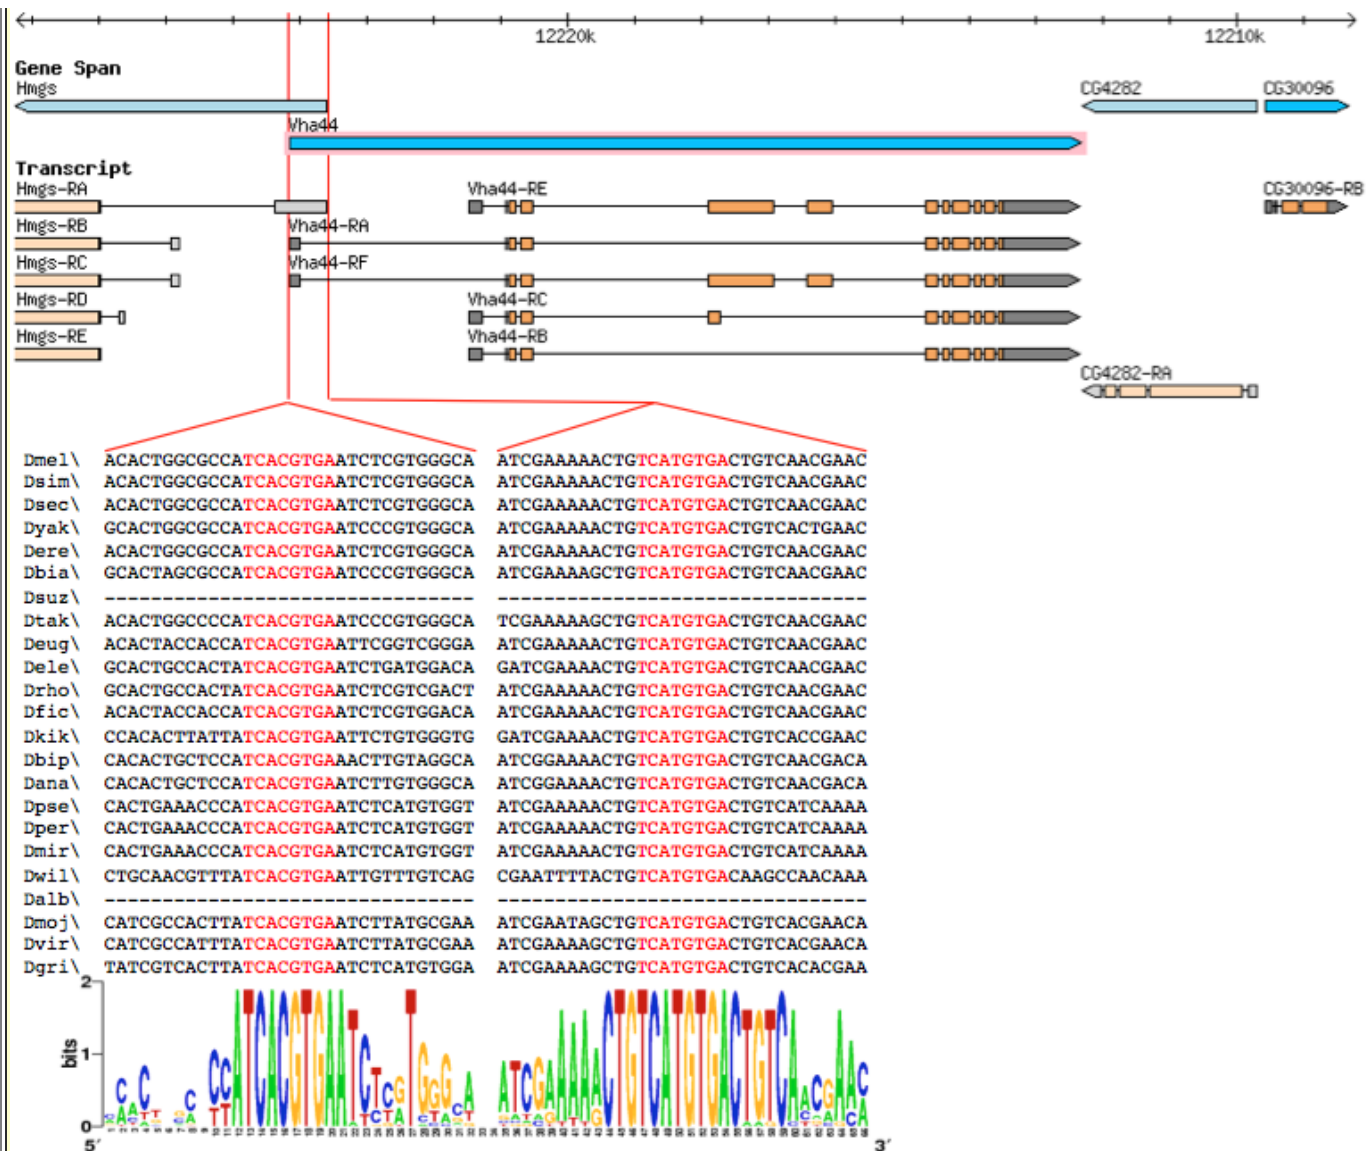 12220k 12210k
Gene Span
Hmgs CG4282 CG30096
Vha44
Transcript
Hmgs-RA Vha44-RE CG30096-RB
Hmgs-RB Vha44-RA
Hmgs-RC Vha44-RF
Hmgs-RD Vha44-RC
Hmgs-RE Vha44-RB
CG4282-RA
Dmel\ ACACTGGCGCCATCACGTGAATCTCGTGGGCA ATCGAAAAACTGTCATGTGACTGTCAACGAAC
Dsim\ ACACTGGCGCCATCACGTGAATCTCGTGGGCA ATCGAAAAACTGTCATGTGACTGTCAACGAAC
Dsec\ ACACTGGCGCCATCACGTGAATCTCGTGGGCA ATCGAAAAACTGTCATGTGACTGTCAACGAAC
Dyak\ GCACTGGCGCCATCACGTGAATCCCGTGGGCA ATCGAAAAACTGTCATGTGACTGTCACTGAAC
Dere\ ACACTGGCGCCATCACGTGAATCTCGTGGGCA ATCGAAAAACTGTCATGTGACTGTCAACGAAC
Dbia\ GCACTAGCGCCATCACGTGAATCCCGTGGGCA ATCGAAAAGCTGTCATGTGACTGTCAACGAAC
Dsuz\ -------------------------------- --------------------------------
Dtak\ ACACTGGCCCCATCACGTGAATCCCGTGGGCA TCGAAAAAGCTGTCATGTGACTGTCAACGAAC
Deug\ ACACTACCACCATCACGTGAATTCGGTCGGGA ATCGAAAAACTGTCATGTGACTGTCAACGAAC
Dele\ GCACTGCCACTATCACGTGAATCTGATGGACA GATCGAAAACTGTCATGTGACTGTCAACGAAC
Drho\ GCACTGCCACTATCACGTGAATCTCGTCGACT ATCGAAAAACTGTCATGTGACTGTCAACGAAC
Dfic\ ACACTACCACCATCACGTGAATCTCGTGGACA ATCGAAAAACTGTCATGTGACTGTCAACGAAC
Dkik\ CCACACTTATTATCACGTGAATTCTGTGGGTG GATCGAAAACTGTCATGTGACTGTCACCGAAC
Dbip\ CACACTGCTCCATCACGTGAAACTTGTAGGCA ATCGGAAAACTGTCATGTGACTGTCAACGACA
Dana\ CACACTGCTCCATCACGTGAATCTTGTGGGCA ATCGGAAAACTGTCATGTGACTGTCAACGACA
Dpse\ CACTGAAACCCATCACGTGAATCTCATGTGGT ATCGAAAAACTGTCATGTGACTGTCATCAAAA
Dper\ CACTGAAACCCATCACGTGAATCTCATGTGGT ATCGAAAAACTGTCATGTGACTGTCATCAAAA
Dmir\ CACTGAAACCCATCACGTGAATCTCATGTGGT ATCGAAAAACTGTCATGTGACTGTCATCAAAA
Dwil\ CTGCAACGTTTATCACGTGAATTGTTTGTCAG CGAATTTTACTGTCATGTGACAAGCCAACAAA
Dalb\ -------------------------------- --------------------------------
Dmoj\ CATCGCCACTTATCACGTGAATCTTATGCGAA ATCGAATAGCTGTCATGTGACTGTCACGAACA
Dvir\ CATCGCCATTTATCACGTGAATCTTATGCGAA ATCGAAAAGCTGTCATGTGACTGTCACGAACA
Dgri\ TATCGTCACTTATCACGTGAATCTCATGTGGA ATCGAAAAGCTGTCATGTGACTGTCACACGAA
2
bits
1
0
5′ 3′